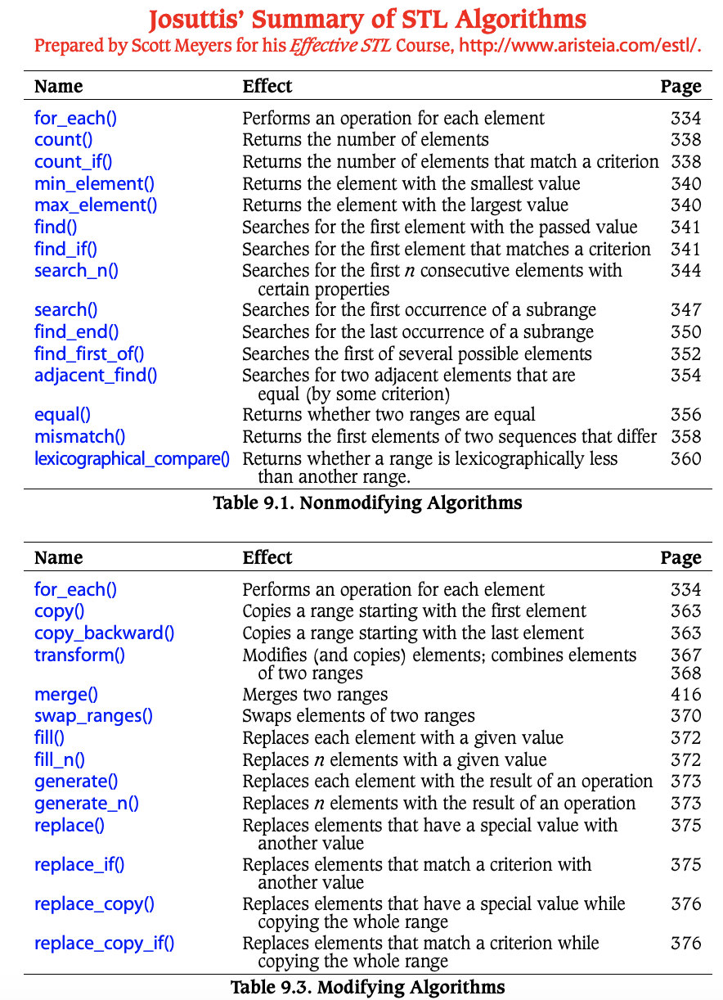 Josuttis’ Summary of STL Algorithms
Prepared by Scott Meyers for his Effective STL Course, http://www.aristeia.com/estl/.
Name Effect Page
for_each() Performs an operation for each element 334
count() Returns the number of elements 338
count_if() Returns the number of elements that match a criterion 338
min_element() Returns the element with the smallest value 340
max_element() Returns the element with the largest value 340
find() Searches for the first element with the passed value 341
find_if() Searches for the first element that matches a criterion 341
search_n() Searches for the first n consecutive elements with 344
certain properties
search() Searches for the first occurrence of a subrange 347
find_end() Searches for the last occurrence of a subrange 350
find_first_of() Searches the first of several possible elements 352
adjacent_find() Searches for two adjacent elements that are 354
equal (by some criterion)
equal() Returns whether two ranges are equal 356
mismatch() Returns the first elements of two sequences that differ 358
lexicographical_compare() Returns whether a range is lexicographically less 360
than another range.
Table 9.1. Nonmodifying Algorithms
Name Effect Page
for_each() Performs an operation for each element 334
copy() Copies a range starting with the first element 363
copy_backward() Copies a range starting with the last element 363
transform() Modifies (and copies) elements; combines elements 367
of two ranges 368
merge() Merges two ranges 416
swap_ranges() Swaps elements of two ranges 370
fill() Replaces each element with a given value 372
fill_n() Replaces n elements with a given value 372
generate() Replaces each element with the result of an operation 373
generate_n() Replaces n elements with the result of an operation 373
replace() Replaces elements that have a special value with 375
another value
replace_if() Replaces elements that match a criterion with 375
another value
replace_copy() Replaces elements that have a special value while 376
copying the whole range
replace_copy_if() Replaces elements that match a criterion while 376
copying the whole range
Table 9.3. Modifying Algorithms